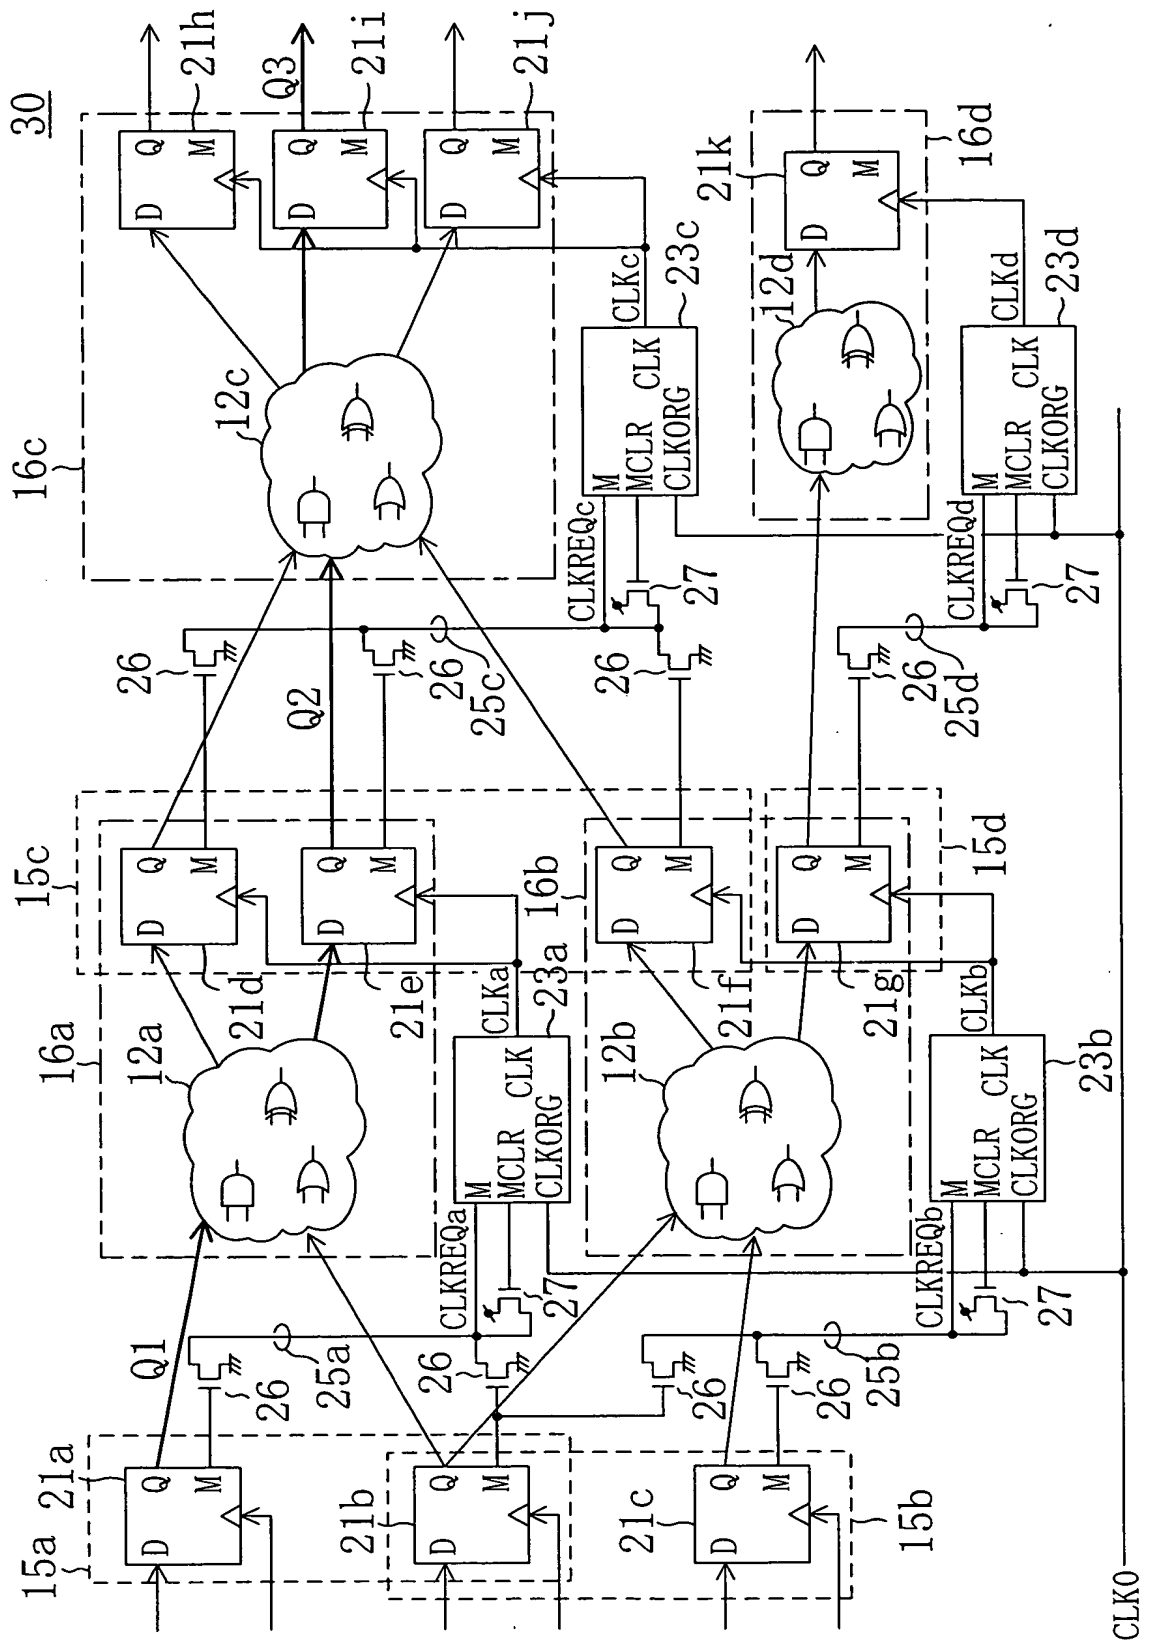 30
16c
21h
Q3
21i
21j
Q
M
D
Q
M
D
Q
M
D
12c
CLKc
23c
M
MCLR
CLK
CLKORG
CLKREQc
27
16d
21k
Q
M
D
12d
CLKd
23d
M
MCLR
CLK
CLKORG
CLKREQd
27
26
Q2
26
25c
26
26
25d
15c
Q
M
D
Q
M
D
16b
Q
M
D
Q
M
D
15d
21d
21e
21f
21g
16a
12a
CLKa
23a
M
MCLR
CLK
CLKORG
CLKREQa
27
12b
CLKb
23b
M
MCLR
CLK
CLKORG
CLKREQb
27
Q1
26
25a
26
26
26
25b
15a
21a
Q
M
D
21b
Q
M
D
21c
Q
M
D
15b
CLK0